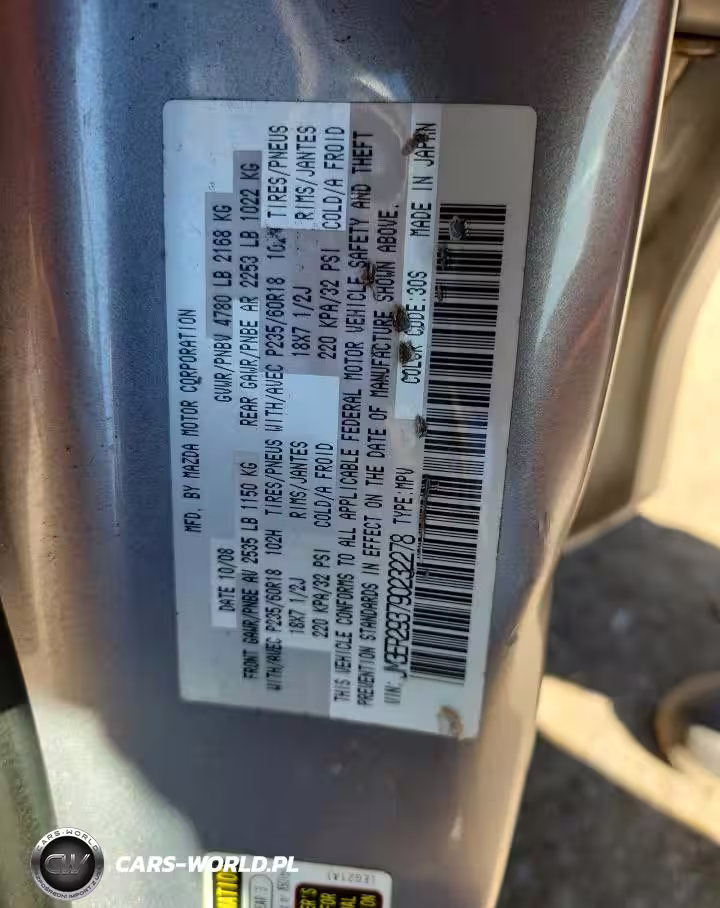 MFD. BY MAZDA MOTOR CORPORATION
DATE 10/08 GVWR/PNBV 4780 LB 2168 KG
FRONT GAWR/PNBE AV 2535 LB 1150 KG REAR GAWR/PNBE AR 2253 LB 1022 KG
WITH/AVEC P235/60R18 102H TIRES/PNEUS WITH/AVEC P235/60R18 TIRES/PNEUS
18X7 1/2J RIMS/JANTES 18X7 1/2J RIMS/JANTES
220 KPA/32 PSI COLD/A FROID 220 KPA/32 PSI COLD/A FROID
THIS VEHICLE CONFORMS TO ALL APPLICABLE FEDERAL MOTOR VEHICLE SAFETY AND THEFT
PREVENTION STANDARDS IN EFFECT ON THE DATE OF MANUFACTURE SHOWN ABOVE.
VIN: JM3ER293790232278 TYPE:MPV COLOR CODE:30S MADE IN JAPAN
CARS-WORLD
CW
CARS-WORLD.PL